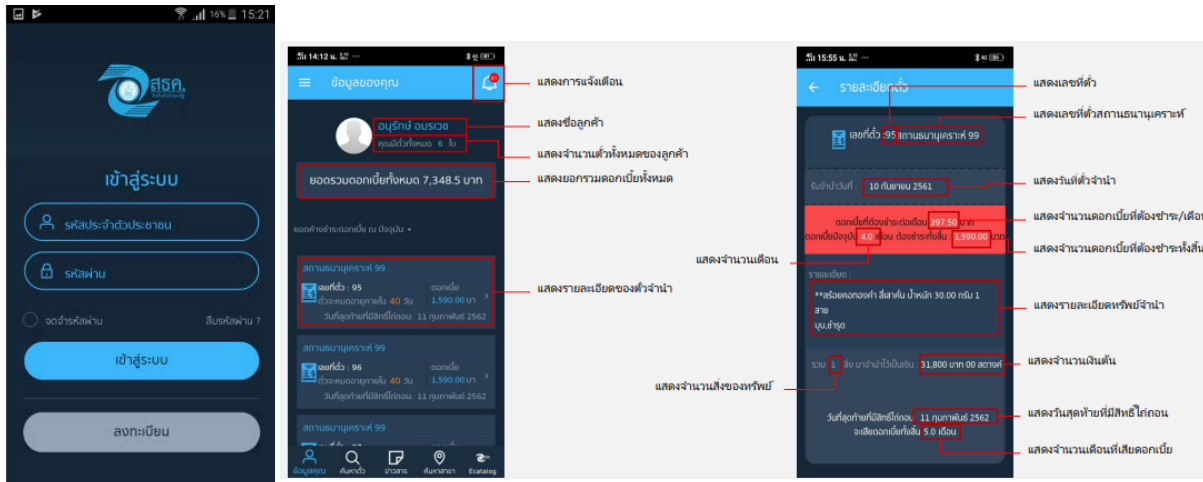 16% 15:21
สธค.
เข้าสู่ระบบ
รหัสประจำตัวประชาชน
รหัสผ่าน
จดจำรหัสผ่าน ลืมรหัสผ่าน ?
เข้าสู่ระบบ
ลงทะเบียน
14:12 น.
ข้อมูลของคุณ
อนุรักษ์ อมรเวช
คุณมีตั๋วทั้งหมด 6 ใบ
ยอดรวมดอกเบี้ยทั้งหมด 7,348.5 บาท
ยอดค้างชำระดอกเบี้ย ณ ปัจจุบัน
สถานธนานุเคราะห์ 99
เลขที่ตั๋ว : 95 ดอกเบี้ย
ตั๋วจะหมดอายุภายใน 40 วัน 1,590.00 บา
วันที่สุดท้ายที่มีสิทธิ์ไถ่ถอน: 11 กุมภาพันธ์ 2562
สถานธนานุเคราะห์ 99
เลขที่ตั๋ว : 96 ดอกเบี้ย
ตั๋วจะหมดอายุภายใน 40 วัน 1,590.00 บา
วันที่สุดท้ายที่มีสิทธิ์ไถ่ถอน: 11 กุมภาพันธ์ 2562
สถานธนานุเคราะห์ 99
ข้อมูลคุณ ค้นหาตั๋ว ข่าวสาร ค้นหาสาขา Ecatalog
แสดงการแจ้งเตือน
แสดงชื่อลูกค้า
แสดงจำนวนตั๋วทั้งหมดของลูกค้า
แสดงยอกรวมดอกเบี้ยทั้งหมด
แสดงรายละเอียดของตั๋วจำนำ
แสดงจำนวนเดือน
แสดงจำนวนสิ่งของทรัพย์
15:55 น.
รายละเอียดตั๋ว
เลขที่ตั๋ว :95 สถานธนานุเคราะห์ 99
รับจำนำวันที่ : 10 กันยายน 2561
ดอกเบี้ยที่ต้องชำระต่อเดือน 397.50 บาท
ดอกเบี้ยปัจจุบัน 4.0 เดือน ต้องชำระทั้งสิ้น : 1,590.00 บาท
รายละเอียด :
**สร้อยคอทองคำ สี่เสาคั่น น้ำหนัก 30.00 กรัม 1
สาย
บุบ,ชำรุด
รวม 1 สิ่ง มาจำนำไว้เป็นเงิน : 31,800 บาท 00 สตางค์
วันที่สุดท้ายที่มีสิทธิ์ไถ่ถอน 11 กุมภาพันธ์ 2562
จะเสียดอกเบี้ยทั้งสิ้น 5.0 เดือน
แสดงเลขที่ตั๋ว
แสดงเลขที่ตั๋วสถานธนานุเคราะห์
แสดงวันที่ตั๋วจำนำ
แสดงจำนวนดอกเบี้ยที่ต้องชำระ/เดือน
แสดงจำนวนดอกเบี้ยที่ต้องชำระทั้งสิ้น
แสดงรายละเอียดทรัพย์จำนำ
แสดงจำนวนเงินต้น
แสดงวันสุดท้ายที่มีสิทธิ์ไถ่ถอน
แสดงจำนวนเดือนที่เสียดอกเบี้ย